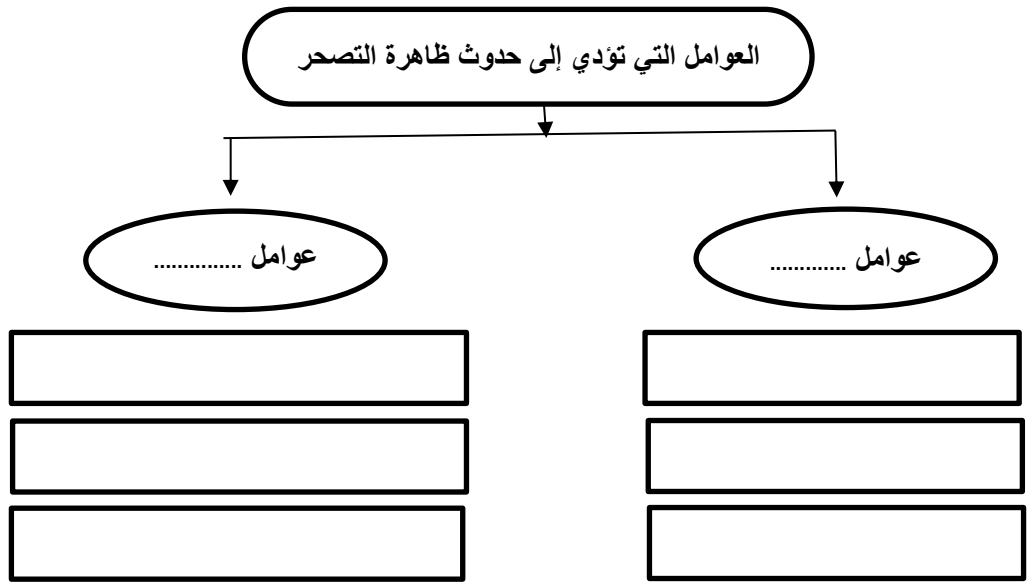 العوامل التي تؤدي إلى حدوث ظاهرة التصحر
عوامل .............
عوامل ...............